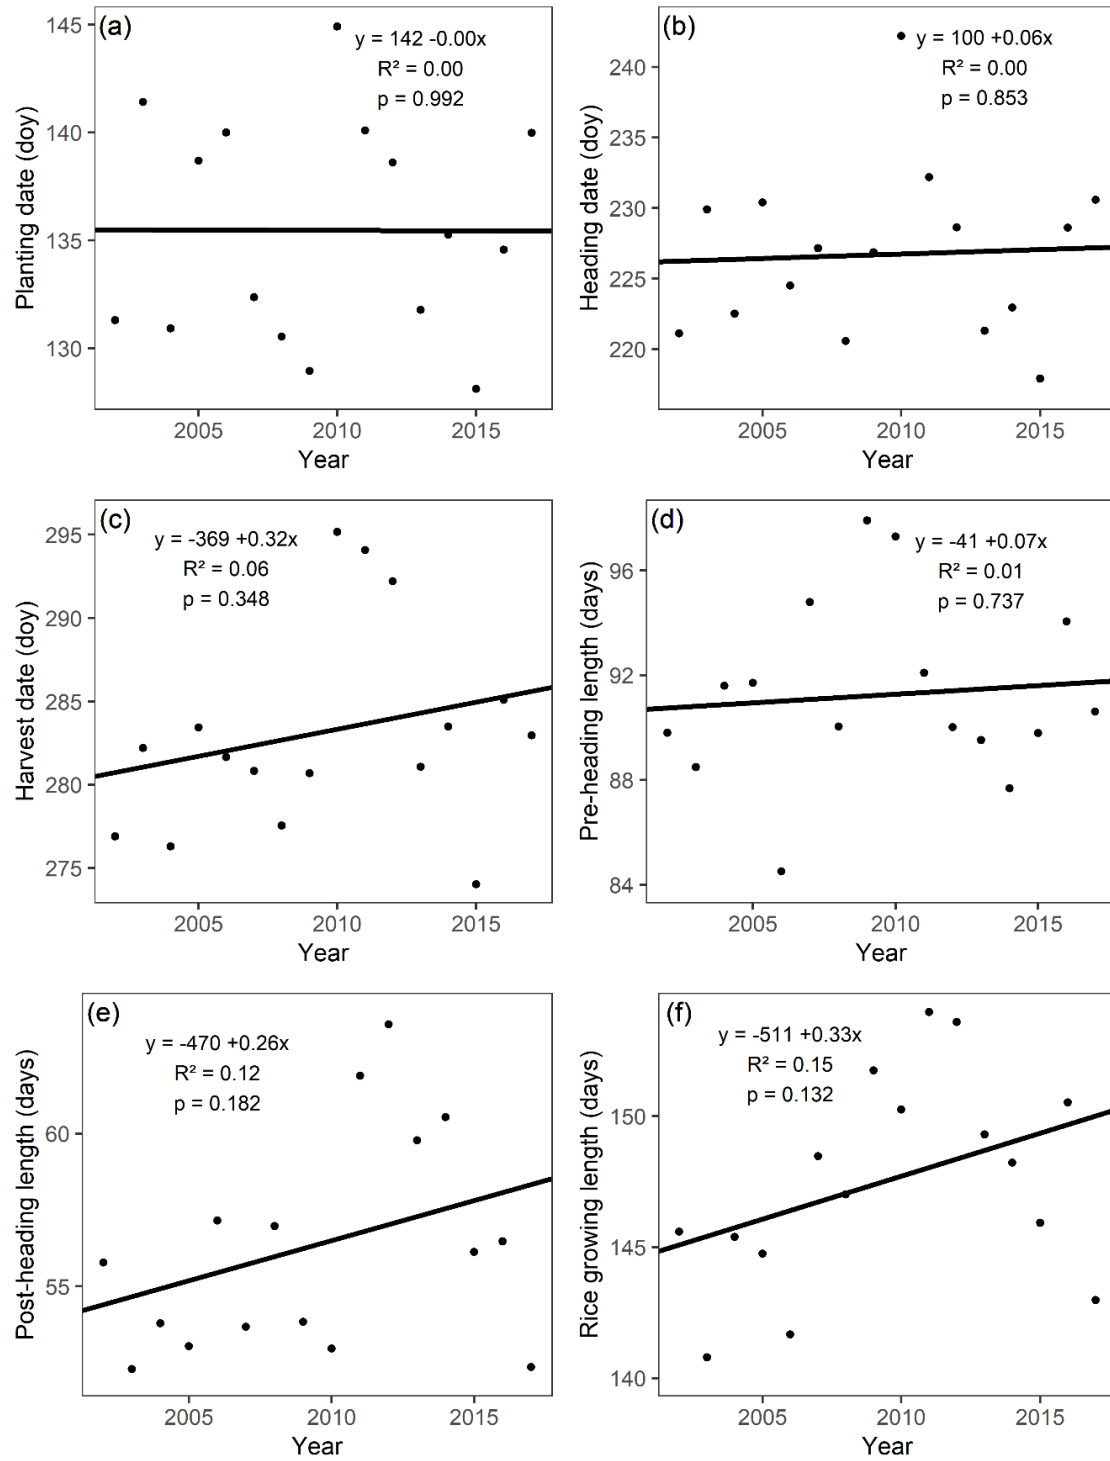 (a)
y = 142 -0.00x
R² = 0.00
p = 0.992
145
140
135
130
Planting date (doy)
2005 2010 2015
Year
(b)
y = 100 +0.06x
R² = 0.00
p = 0.853
240
235
230
225
220
Heading date (doy)
2005 2010 2015
Year
(c)
y = -369 +0.32x
R² = 0.06
p = 0.348
295
290
285
280
275
Harvest date (doy)
2005 2010 2015
Year
(d)
y = -41 +0.07x
R² = 0.01
p = 0.737
96
92
88
84
Pre-heading length (days)
2005 2010 2015
Year
(e)
y = -470 +0.26x
R² = 0.12
p = 0.182
60
55
Post-heading length (days)
2005 2010 2015
Year
(f)
y = -511 +0.33x
R² = 0.15
p = 0.132
150
145
140
Rice growing length (days)
2005 2010 2015
Year